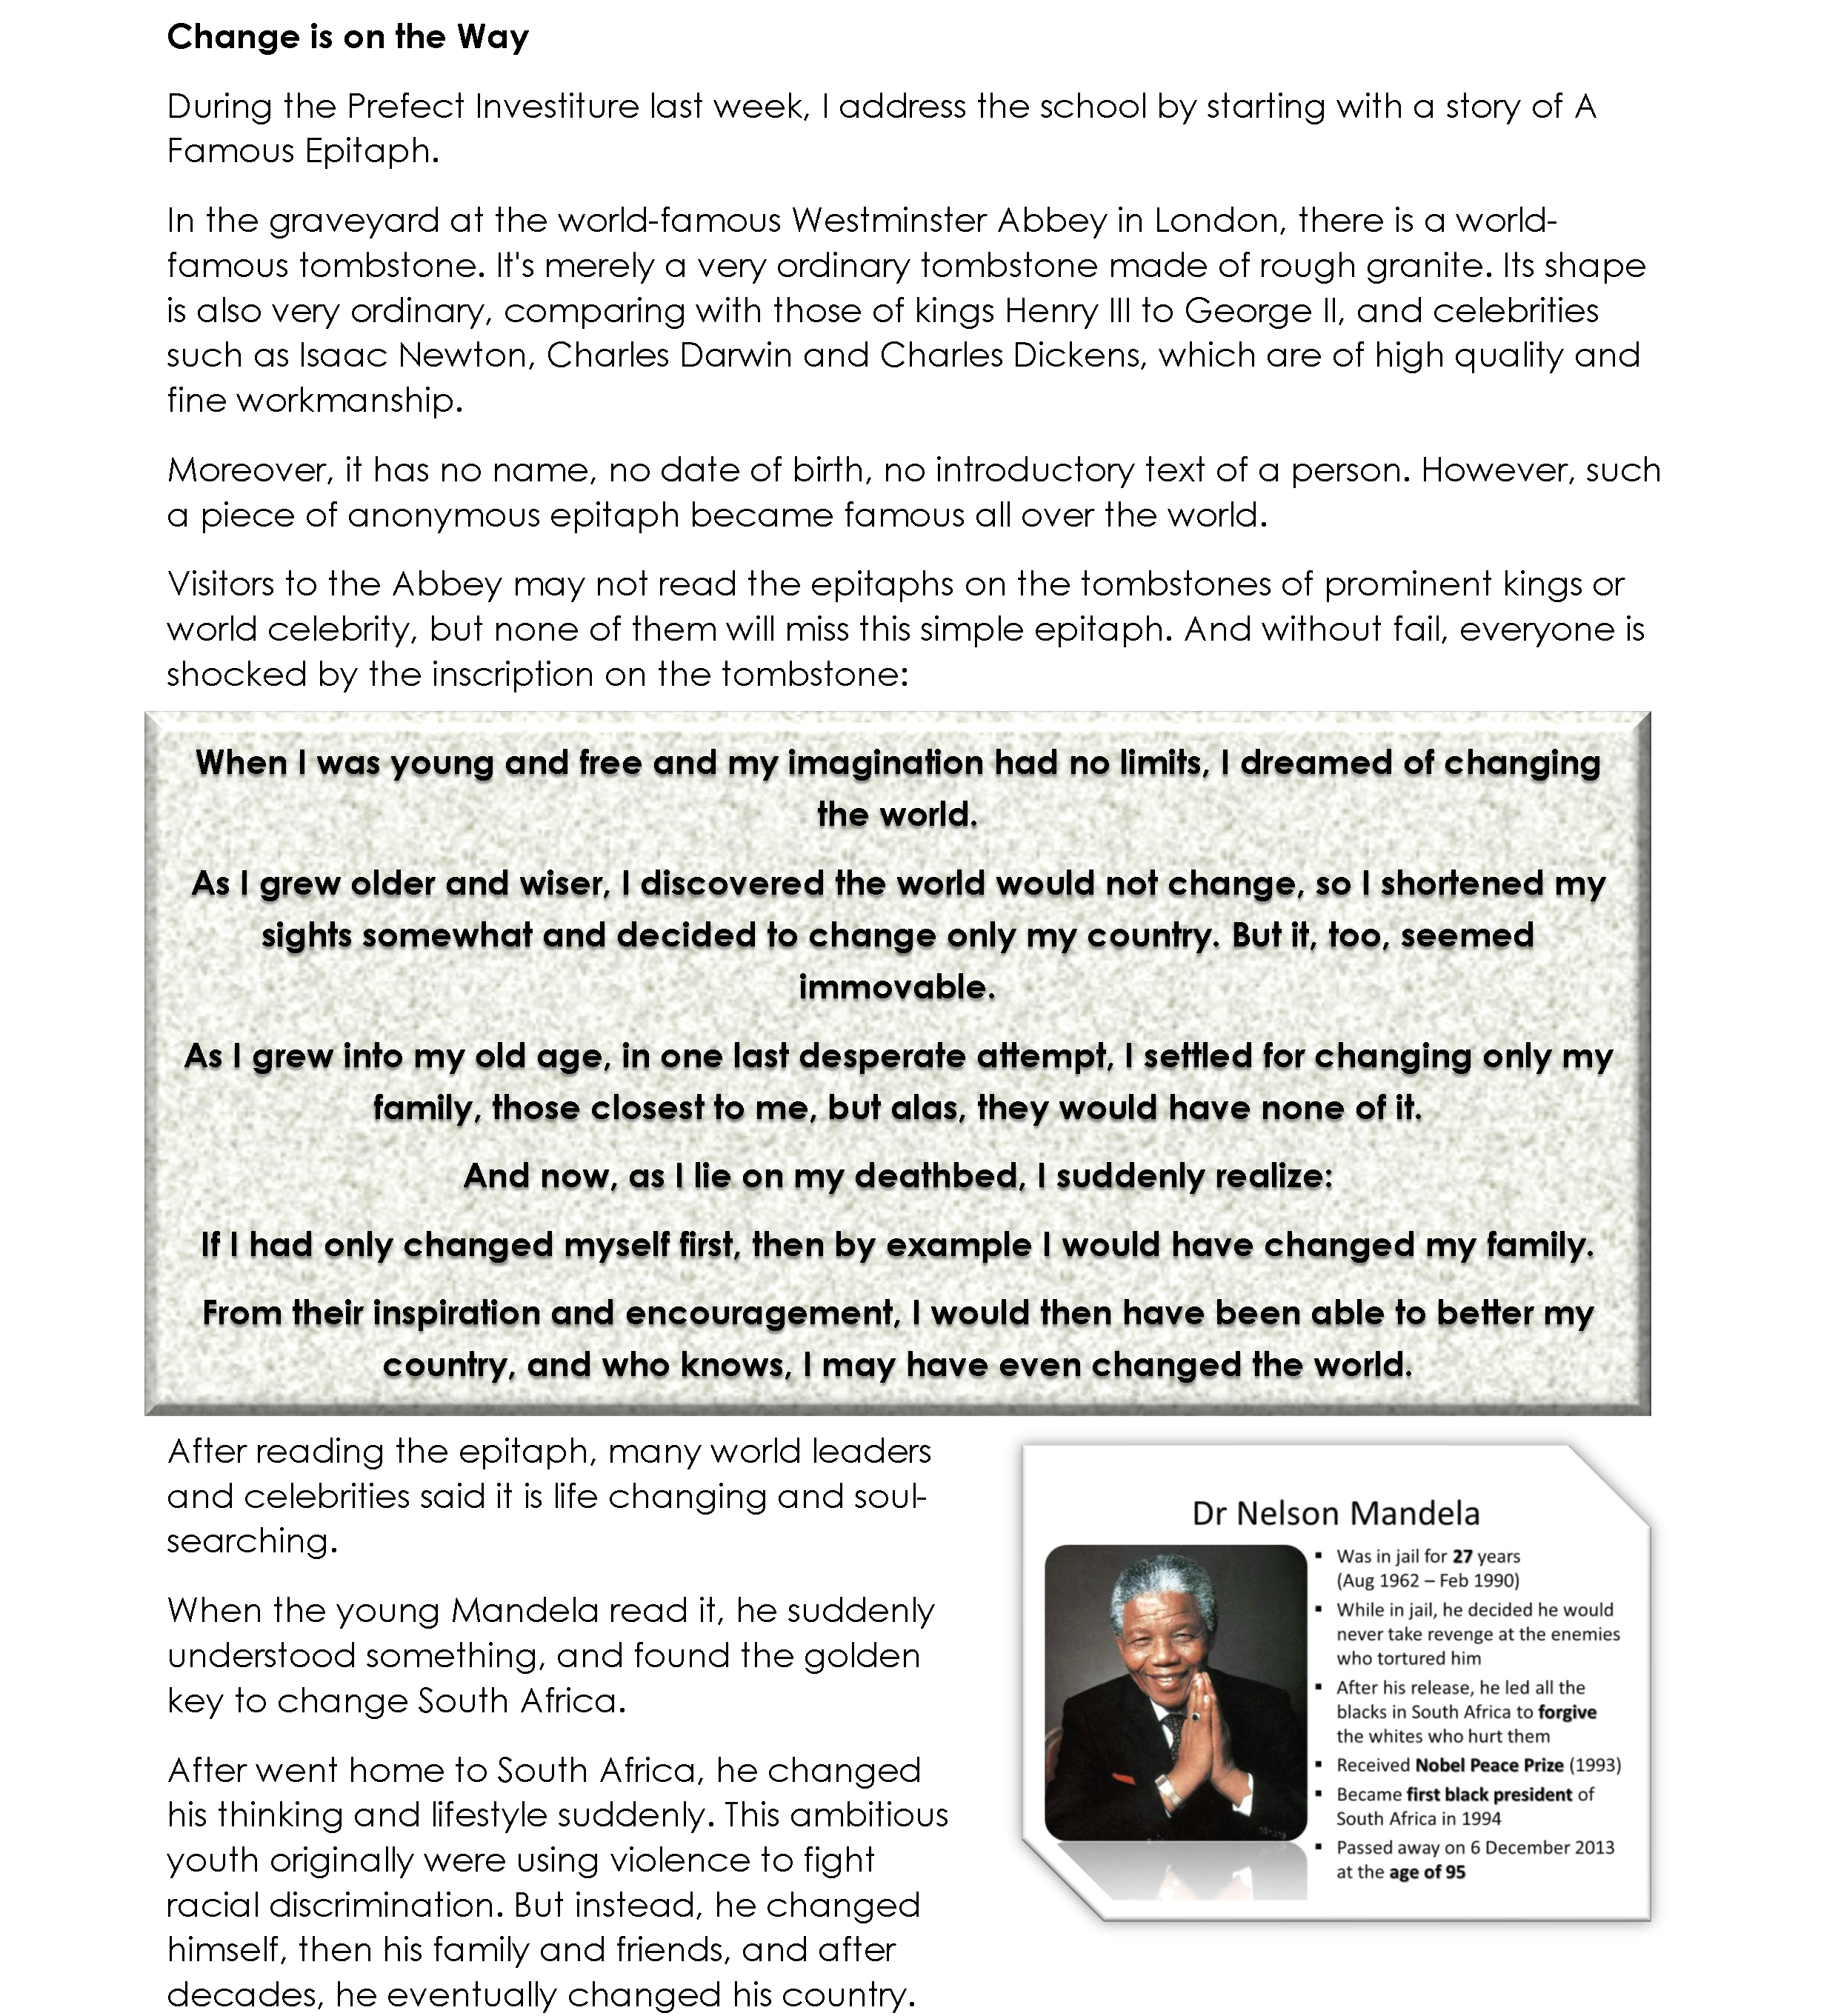 Change is on the Way
During the Prefect Investiture last week, I address the school by starting with a story of A
Famous Epitaph.
In the graveyard at the world-famous Westminster Abbey in London, there is a world-
famous tombstone. It's merely a very ordinary tombstone made of rough granite. Its shape
is also very ordinary, comparing with those of kings Henry III to George II, and celebrities
such as Isaac Newton, Charles Darwin and Charles Dickens, which are of high quality and
fine workmanship.
Moreover, it has no name, no date of birth, no introductory text of a person. However, such
a piece of anonymous epitaph became famous all over the world.
Visitors to the Abbey may not read the epitaphs on the tombstones of prominent kings or
world celebrity, but none of them will miss this simple epitaph. And without fail, everyone is
shocked by the inscription on the tombstone:
When I was young and free and my imagination had no limits, I dreamed of changing
the world.
As I grew older and wiser, I discovered the world would not change, so I shortened my
sights somewhat and decided to change only my country. But it, too, seemed
immovable.
As I grew into my old age, in one last desperate attempt, I settled for changing only my
family, those closest to me, but alas, they would have none of it.
And now, as I lie on my deathbed, I suddenly realize:
If I had only changed myself first, then by example I would have changed my family.
From their inspiration and encouragement, I would then have been able to better my
country, and who knows, I may have even changed the world.
After reading the epitaph, many world leaders
and celebrities said it is life changing and soul-
searching.
When the young Mandela read it, he suddenly
understood something, and found the golden
key to change South Africa.
After went home to South Africa, he changed
his thinking and lifestyle suddenly. This ambitious
youth originally were using violence to fight
racial discrimination. But instead, he changed
himself, then his family and friends, and after
decades, he eventually changed his country.
Dr Nelson Mandela
▪ Was in jail for 27 years
(Aug 1962 – Feb 1990)
▪ While in jail, he decided he would
never take revenge at the enemies
who tortured him
▪ After his release, he led all the
blacks in South Africa to forgive
the whites who hurt them
▪ Received Nobel Peace Prize (1993)
▪ Became first black president of
South Africa in 1994
▪ Passed away on 6 December 2013
at the age of 95